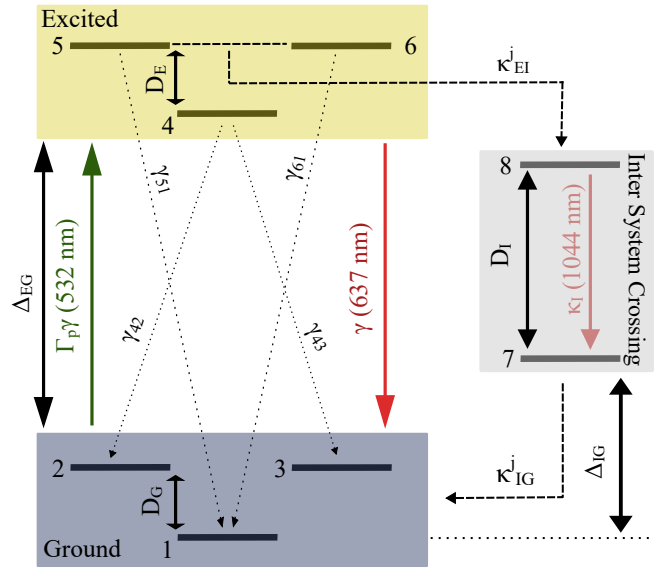 Excited
5
6
D_E
4
κ^j_EI
8
Inter System Crossing
D_I
κ_I (1044 nm)
7
Δ_EG
Γ_pγ (532 nm)
γ_51
γ_61
γ (637 nm)
γ_42
γ_43
2
3
D_G
1
Ground
κ^j_IG
Δ_IG